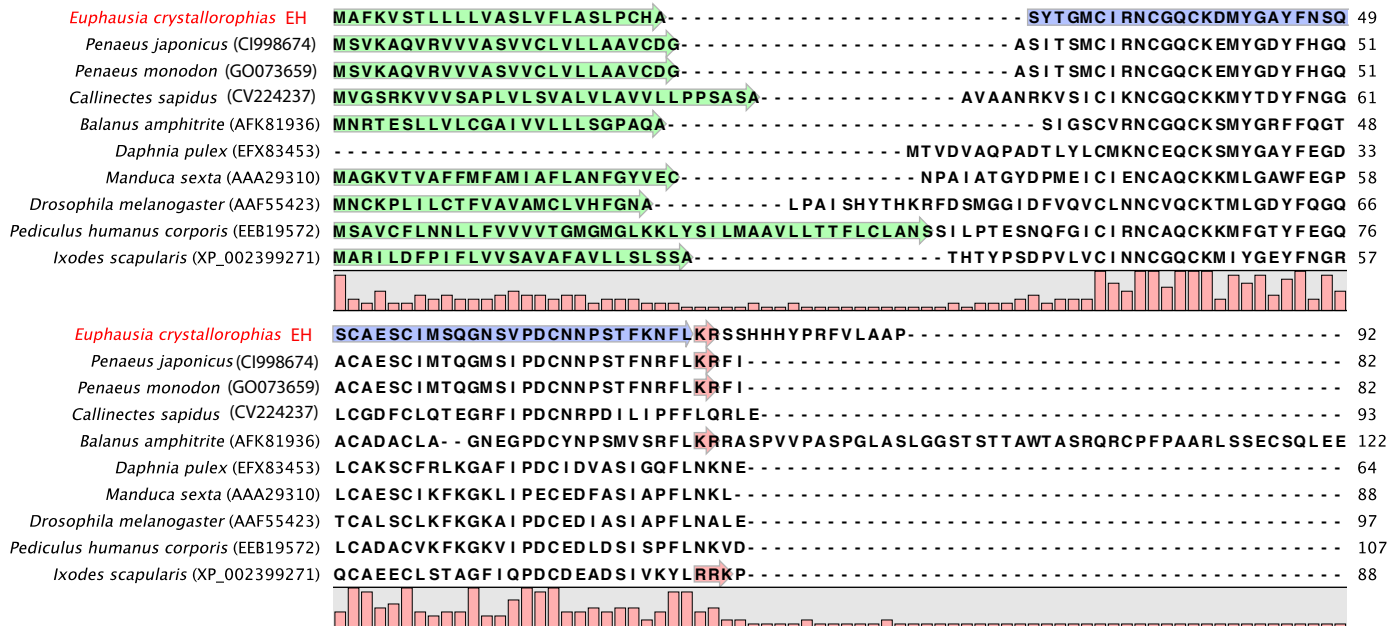 Euphausia crystallorophias EH MAFKVSTLLLLVASLVFLASLPCHA---------------------------SYTGMCIRNCGQCKDMYGAYFNSQ 49
Penaeus japonicus (CI998674) MSVKAQVRVVVASVVCLVLLAAVCDG-------------------------ASITSMCIRNCGQCKEMYGDYFHGQ 51
Penaeus monodon (GO073659) MSVKAQVRVVVASVVCLVLLAAVCDG-------------------------ASITSMCIRNCGQCKEMYGDYFHGQ 51
Callinectes sapidus (CV224237) MVGSRKVVVSAPLVLSVALVLAVVLLPPSASA---------------AVAANRKVSICIKNCGQCKKMYTDYFNGG 61
Balanus amphitrite (AFK81936) MNRTESLLVLCGAIVVLLLSGPAQA----------------------------SIGSCVRNCGQCKSMYGRFFQGT 48
Daphnia pulex (EFX83453) -------------------------------------------MTVDVAQPADTLYLCMKNCEQCKSMYGAYFEGD 33
Manduca sexta (AAA29310) MAGKVTVAFFMFAMIAFLANFGYVEC------------------NPAIATGYDPMEICIENCAQCKKMLGAWFEGP 58
Drosophila melanogaster (AAF55423) MNCKPLILCTFVAVAMCLVHFGNA----------LPAISHYTHKRFDSMGGIDFVQVCLNNCVQCKTMLGDYFQGQ 66
Pediculus humanus corporis (EEB19572) MSAVCFLNNLLFVVVVTGMGMGLKKLYSILMAAVLLTTFLCLANSSILPTESNQFGICIRNCAQCKKMFGTYFEGQ 76
Ixodes scapularis (XP_002399271) MARILDFPIFLVVSAVAFAVLLSLSSA-------------------THTYPSDPVLVCINNCGQCKMIYGEYFNGR 57
Euphausia crystallorophias EH SCAESCIMSQGNSVPDCNNPSTFKNFLKRSSHHHYPRFVLAAP--------------------------------- 92
Penaeus japonicus (CI998674) ACAESCIMTQGMSIPDCNNPSTFNRFLKRFI--------------------------------------------- 82
Penaeus monodon (GO073659) ACAESCIMTQGMSIPDCNNPSTFNRFLKRFI--------------------------------------------- 82
Callinectes sapidus (CV224237) LCGDFCLQTEGRFIPDCNRPDILIPFFLQRLE-------------------------------------------- 93
Balanus amphitrite (AFK81936) ACADACLA--GNEGPDCYNPSMVSRFLKRRASPVVPASPGLASLGGSTSTTAWTASRQRCPFPAARLSSECSQLEE 122
Daphnia pulex (EFX83453) LCAKSCFRLKGAFIPDCIDVASIGQFLNKNE--------------------------------------------- 64
Manduca sexta (AAA29310) LCAESCIKFKGKLIPECEDFASIAPFLNKL---------------------------------------------- 88
Drosophila melanogaster (AAF55423) TCALSCLKFKGKAIPDCEDIASIAPFLNALE--------------------------------------------- 97
Pediculus humanus corporis (EEB19572) LCADACVKFKGKVIPDCEDLDSISPFLNKVD--------------------------------------------- 107
Ixodes scapularis (XP_002399271) QCAEECLSTAGFIQPDCDEADSIVKYLRRKP--------------------------------------------- 88